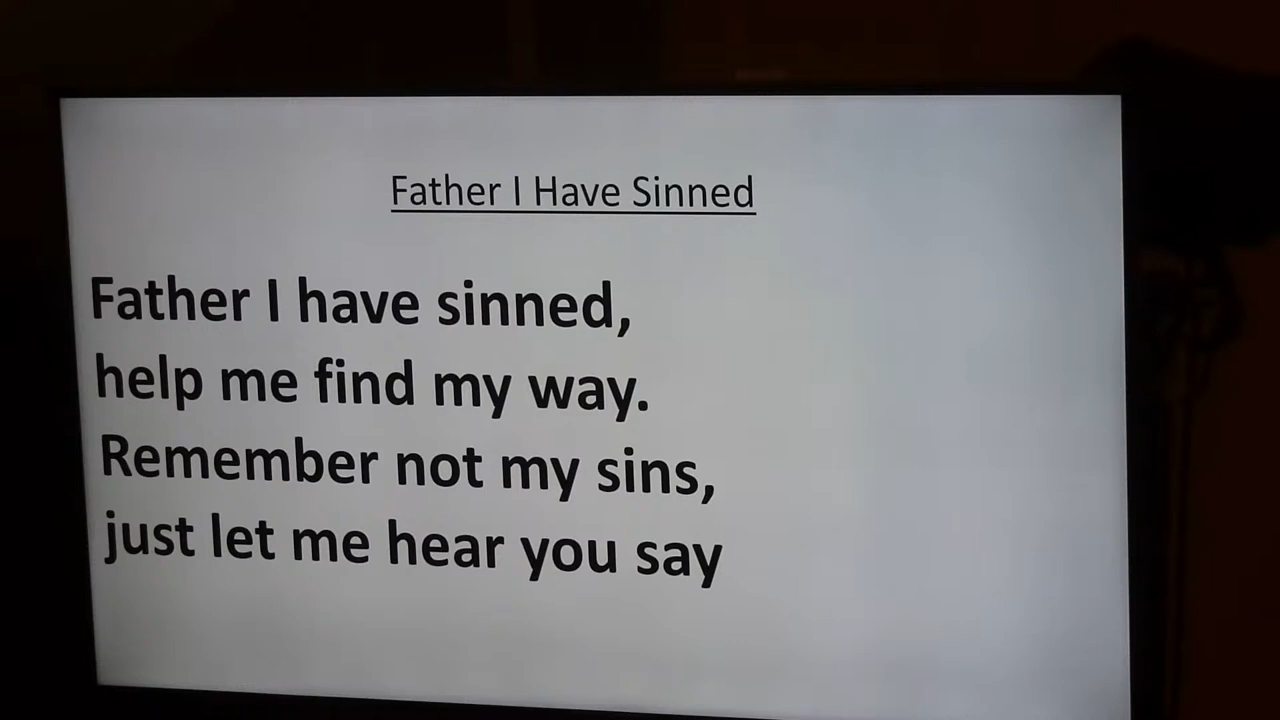 Father I Have Sinned
Father I have sinned,
help me find my way.
Remember not my sins,
just let me hear you say